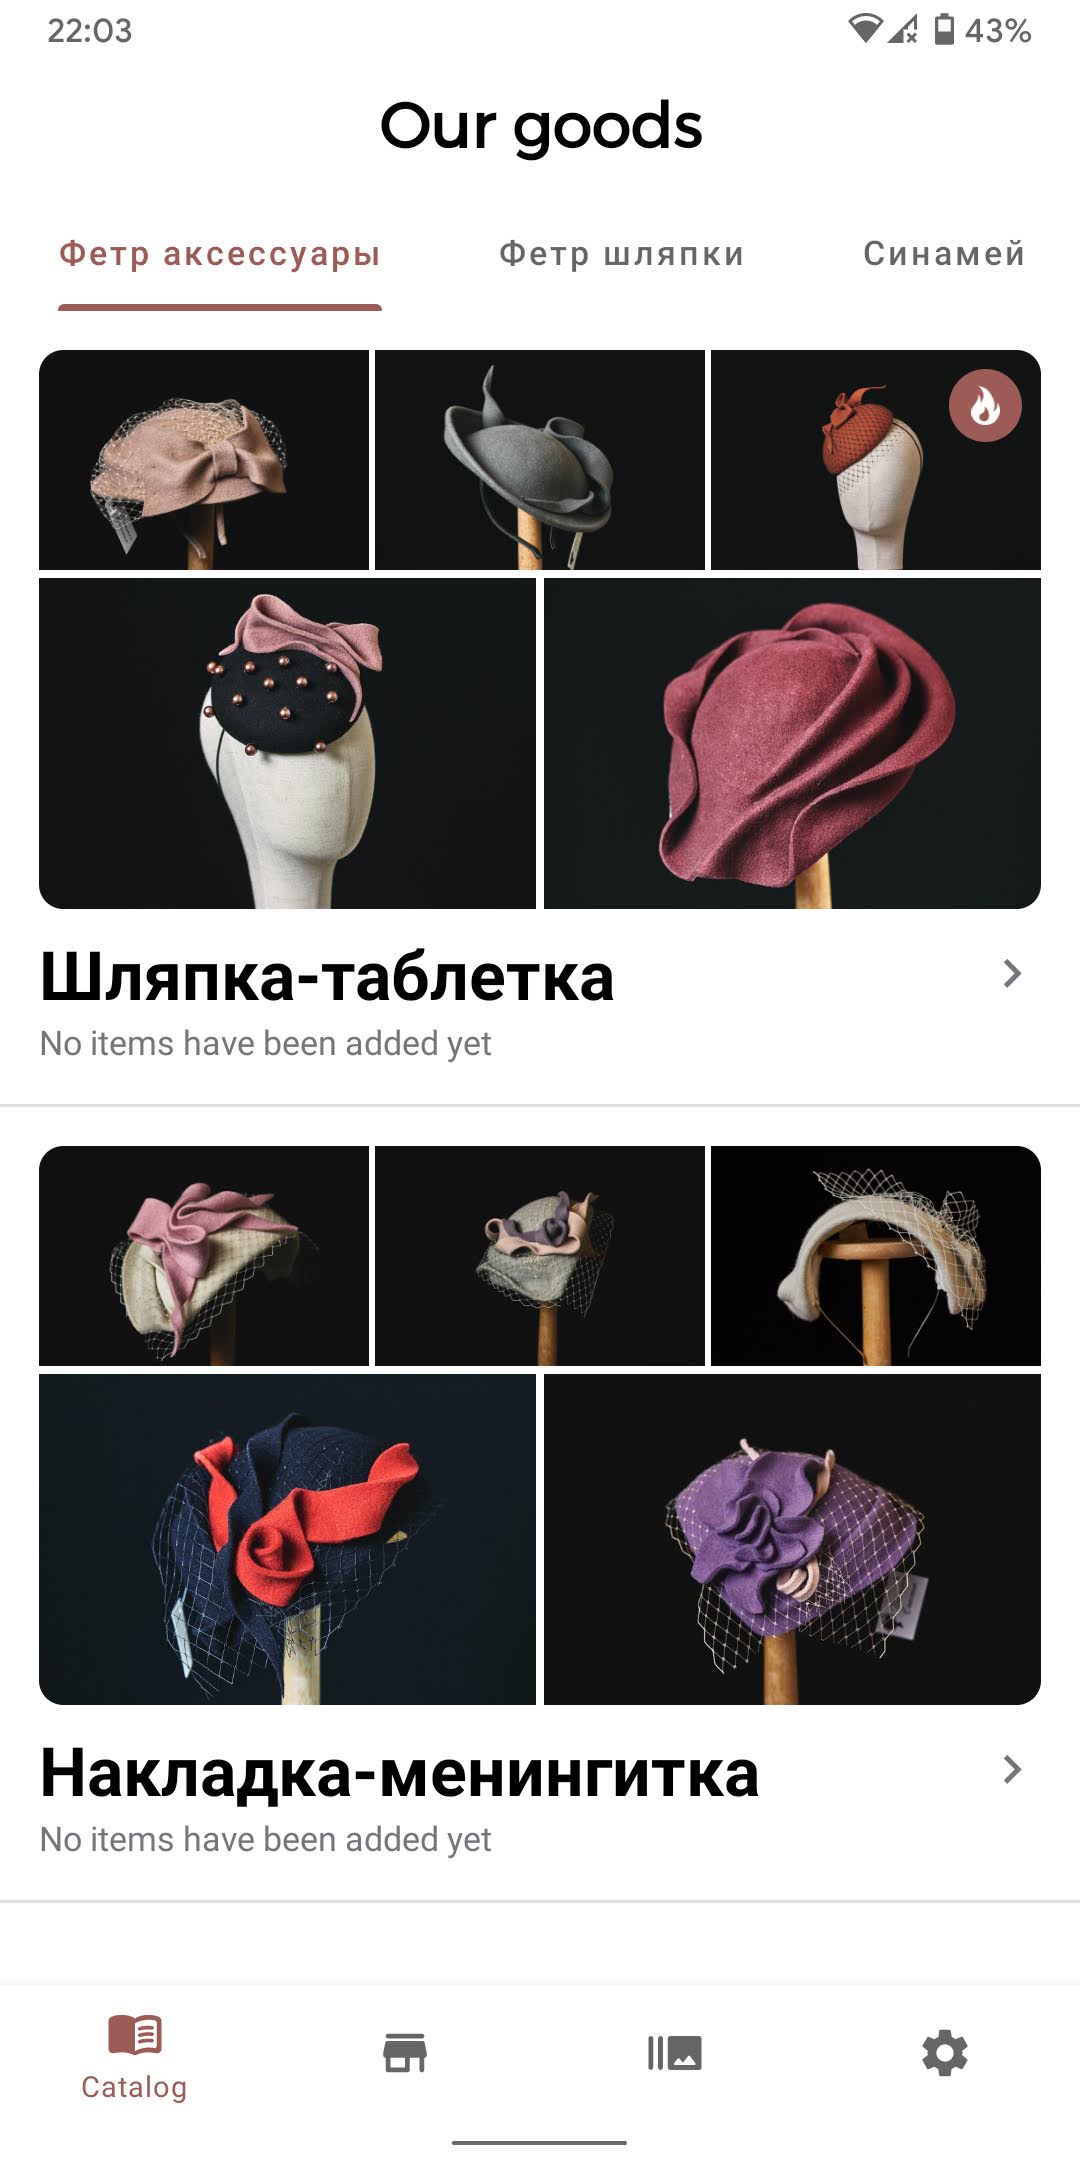 22:03
43%
Our goods
Фетр аксессуары
Фетр шляпки
Синамей
Шляпка-таблетка
No items have been added yet
Накладка-менингитка
No items have been added yet
Catalog